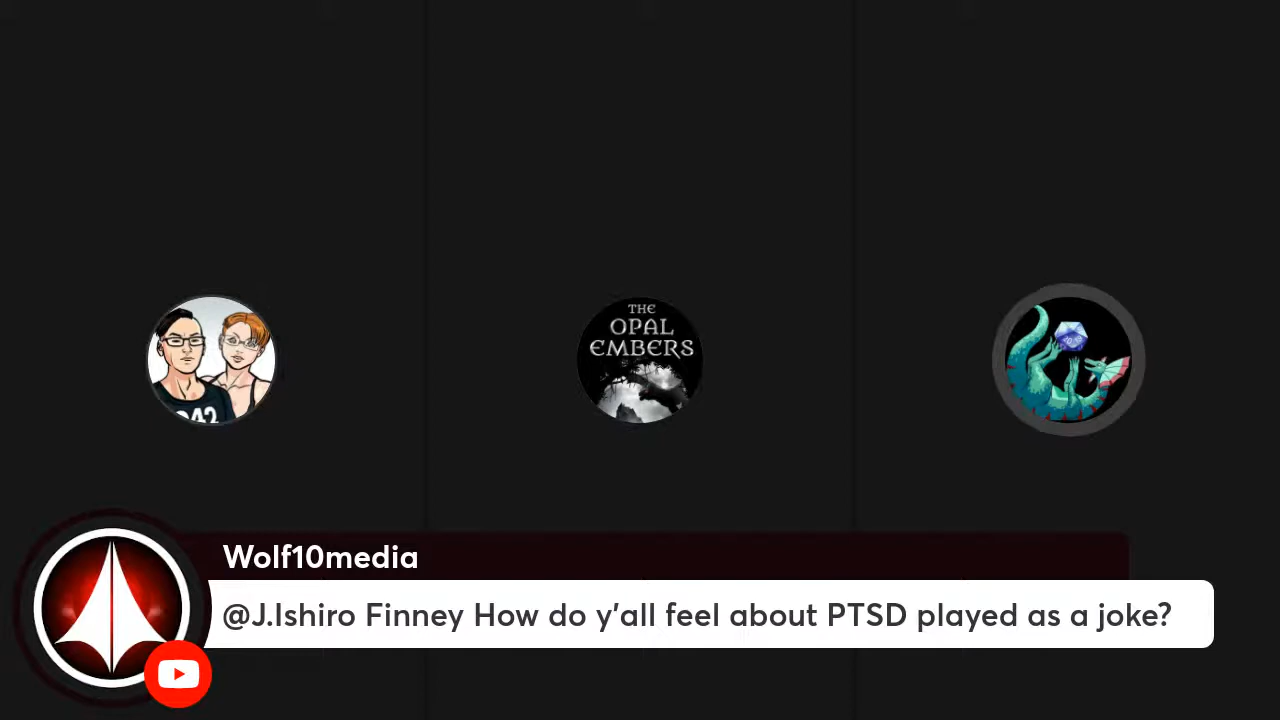 THE
OPAL
EMBERS
Wolf10media
@J.Ishiro Finney How do y'all feel about PTSD played as a joke?